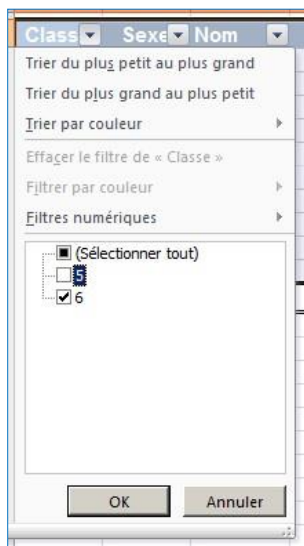 Class Sexe Nom
Trier du plus petit au plus grand
Trier du plus grand au plus petit
Trier par couleur
Effacer le filtre de « Classe »
Filtrer par couleur
Filtres numériques
(Sélectionner tout)
5
6
OK Annuler